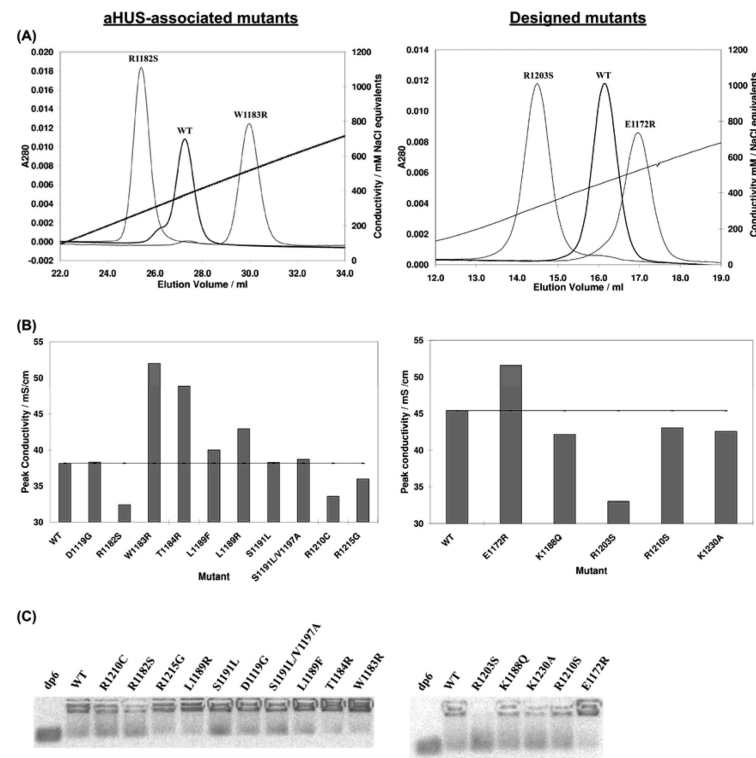 aHUS-associated mutants
Designed mutants
(A)
0.020
0.018
0.016
0.014
0.012
0.010
0.008
0.006
0.004
0.002
0.000
-0.002
A280
R1182S
WT
W1183R
1200
1000
800
600
400
200
0
Conductivity / mM NaCl equivalents
22.0 24.0 26.0 28.0 30.0 32.0 34.0
Elution Volume / ml
0.014
0.012
0.010
0.008
0.006
0.004
0.002
0.000
A280
R1203S
WT
E1172R
1200
1000
800
600
400
200
0
Conductivity / mM NaCl equivalents
12.0 13.0 14.0 15.0 16.0 17.0 18.0 19.0
Elution Volume / ml
(B)
55
50
45
40
35
30
Peak Conductivity / mS/cm
WT
D1119G
R1182S
W1183R
T1184R
L1189F
L1189R
S1191L
S1191L/V1197A
R1210C
R1215G
Mutant
55
50
45
40
35
30
Peak conductivity / mS /cm
WT
E1172R
K1188Q
R1203S
R1210S
K1230A
Mutant
(C)
dp6
WT
R1210C
R1182S
R1215G
L1189R
S1191L
D1119G
S1191L/V1197A
L1189F
T1184R
W1183R
dp6
WT
R1203S
K1188Q
K1230A
R1210S
E1172R